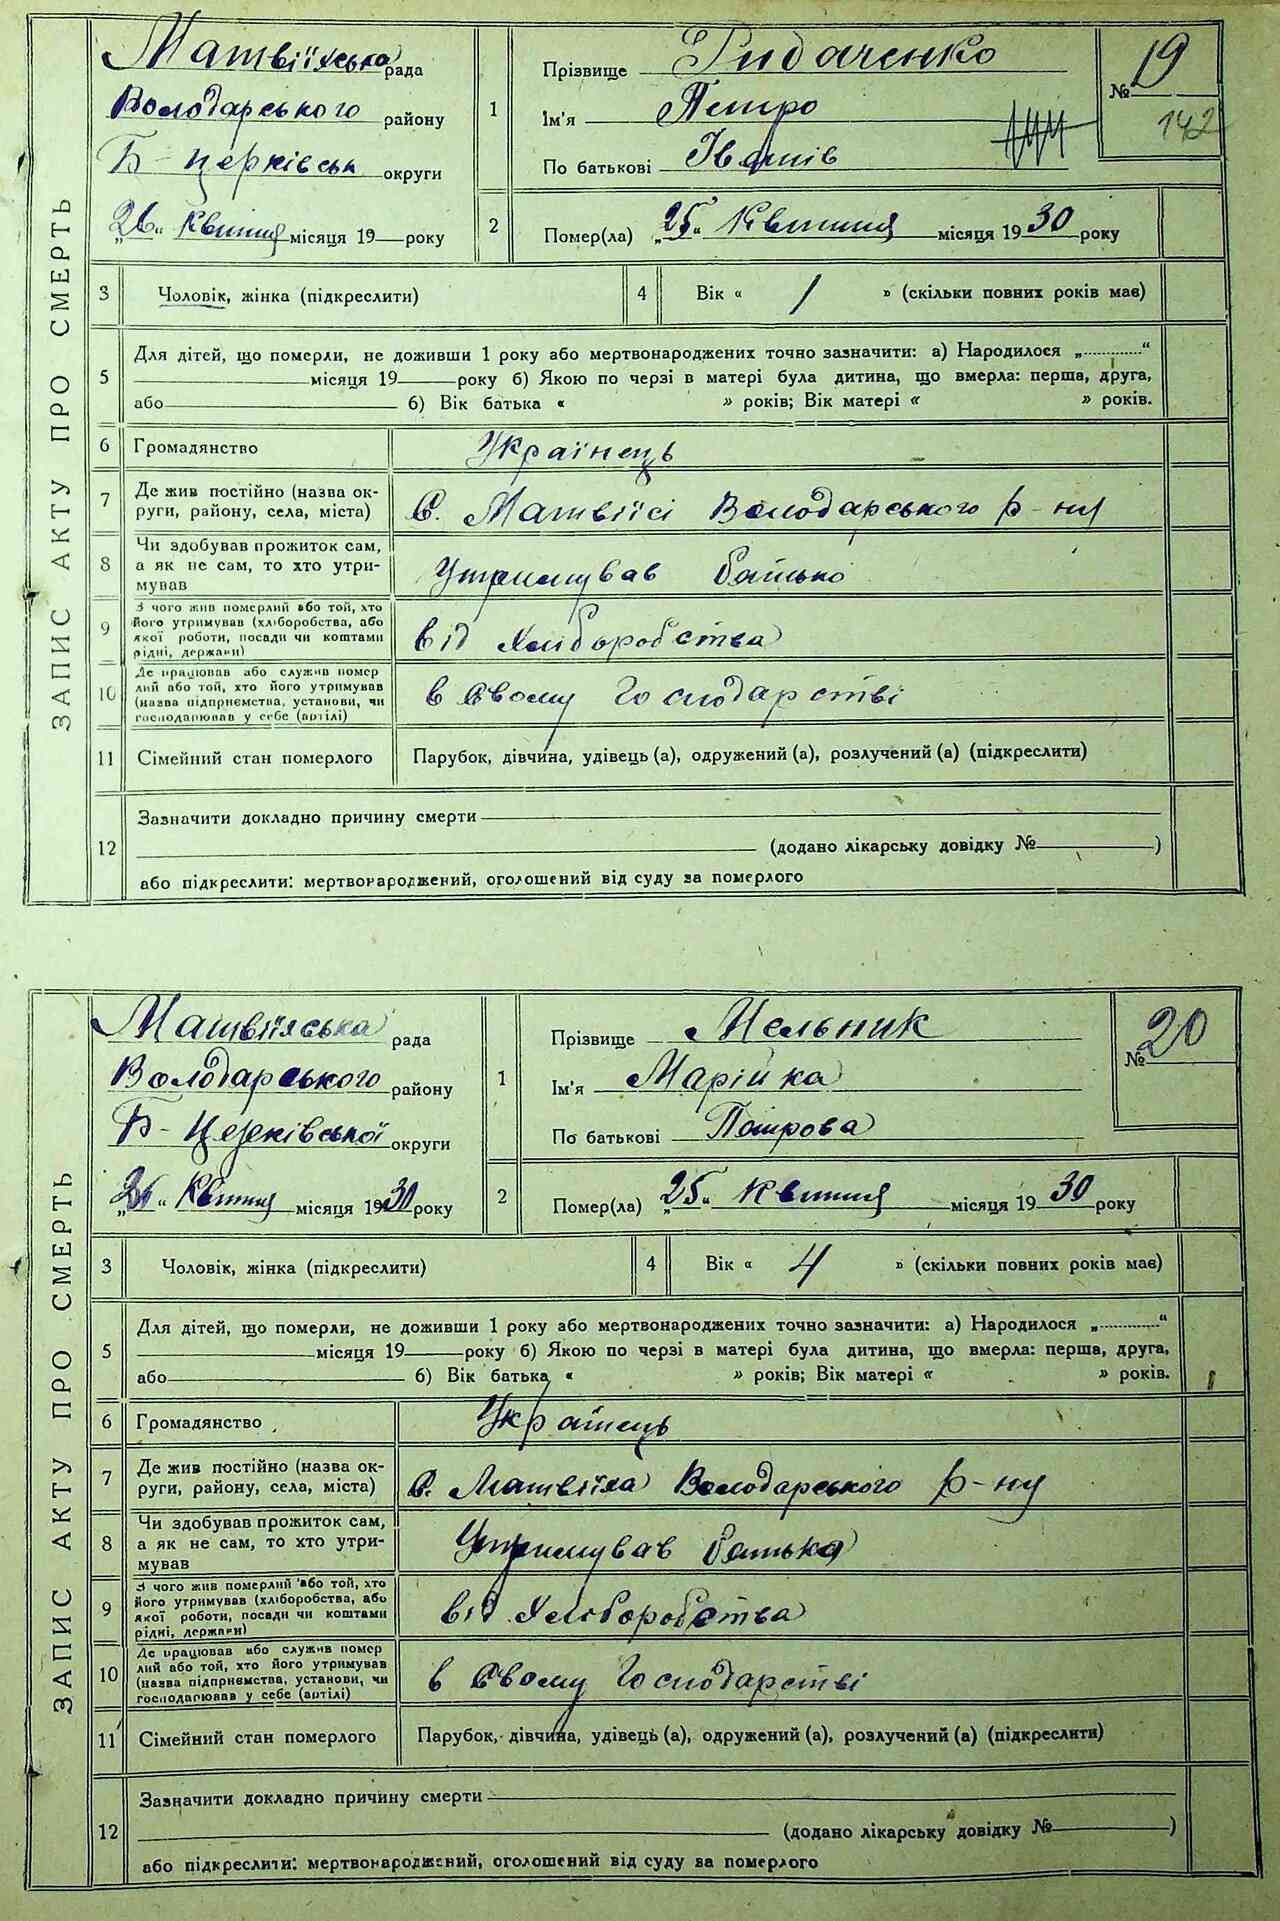 ЗАПИС АКТУ ПРО СМЕРТЬ
Матвіїхська рада
Володарського району
Б-Церківськ округи
„26“ Квітня місяця 19 року
1
Прізвище
Ім'я Петро
По батькові Іванів
№ 19
142
2
Помер(ла) „25“ Квітня місяця 1930 року
3
Чоловік, жінка (підкреслити)
4
Вік « 1 » (скільки повних років має)
5
Для дітей, що померли, не доживши 1 року або мертвонароджених точно зазначити: а) Народилося „ “
місяця 19 року б) Якою по черзі в матері була дитина, що вмерла: перша, друга,
або б) Вік батька « » років; Вік матері « » років.
6
Громадянство Українець
7
Де жив постійно (назва ок-
руги, району, села, міста)
С. Володарського р-ну
8
Чи здобував прожиток сам,
а як не сам, то хто утри-
мував
Утримував батько
9
З чого жив померлий або той, хто
його утримував (хліборобства, або
якої роботи, посади чи коштами
рідні, держави)
від Хліборобства
10
Де працював або служив помер
лий або той, хто його утримував
(назва підприємства, установи, чи
господарював у себе (артілі)
в Свому Господарстві
11
Сімейний стан померлого
Парубок, дівчина, удівець (а), одружений (а), розлучений (а) (підкреслити)
12
Зазначити докладно причину смерти
(додано лікарську довідку № )
або підкреслити: мертвонароджений, оголошений від суду за померлого
ЗАПИС АКТУ ПРО СМЕРТЬ
Матвіїхська рада
Володарського району
Б-Церківської округи
Квітня місяця 1930 року
1
Прізвище Мельник
Ім'я Марійка
По батькові Петрова
№ 20
2
Помер(ла) „25“ Квітня місяця 1930 року
3
Чоловік, жінка (підкреслити)
4
Вік « 4 » (скільки повних років має)
5
Для дітей, що померли, не доживши 1 року або мертвонароджених точно зазначити: а) Народилося „ “
місяця 19 року б) Якою по черзі в матері була дитина, що вмерла: перша, друга,
або б) Вік батька « » років; Вік матері « » років.
6
Громадянство Українець
7
Де жив постійно (назва ок-
руги, району, села, міста)
С. Матвіїха Володарського р-ну
8
Чи здобував прожиток сам,
а як не сам, то хто утри-
мував
Утримував
9
З чого жив померлий або той, хто
його утримував (хліборобства, або
якої роботи, посади чи коштами
рідні, держави)
від Хліборобства
10
Де працював або служив помер
лий або той, хто його утримував
(назва підприємства, установи, чи
господарював у себе (артілі)
в Свому Господарстві
11
Сімейний стан померлого
Парубок, дівчина, удівець (а), одружений (а), розлучений (а) (підкреслити)
12
Зазначити докладно причину смерти
(додано лікарську довідку № )
або підкреслити: мертвонароджений, оголошений від суду за померлого